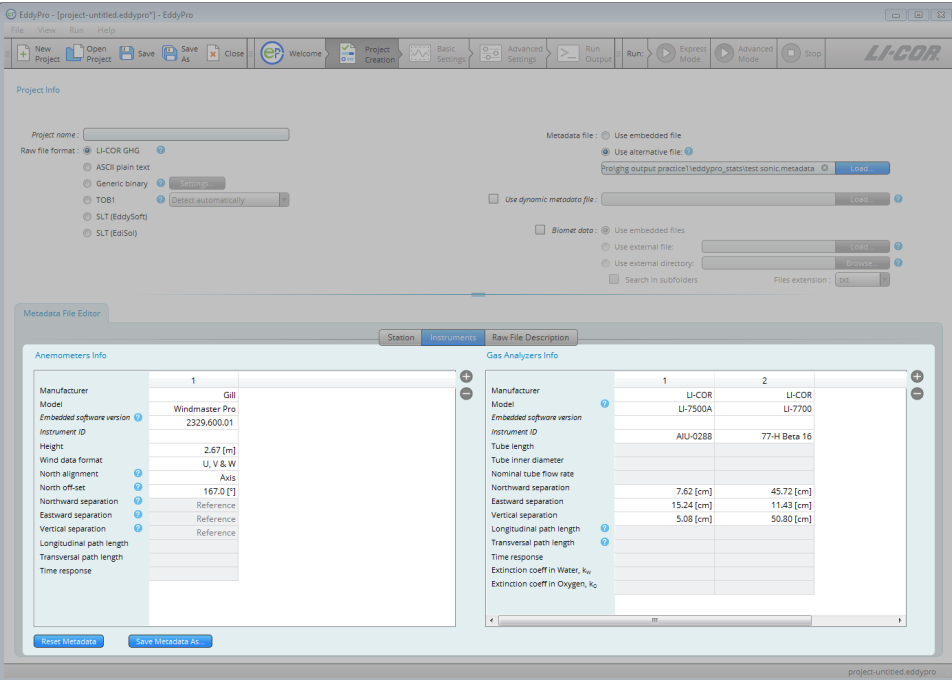 EddyPro - [project-untitled.eddypro*] - EddyPro
File View Run Help
New Project Open Project Save Save As Close Welcome Project Creation Basic Settings Advanced Settings Run Output Run: Express Mode Advanced Mode Stop LI-COR.
Project Info
Project name :
Metadata file : Use embedded file
Raw file format : LI-COR GHG ?
Use alternative file: ?
ASCII plain text
Pro\ghg output practice1\eddypro_stats\test sonic.metadata Load...
Generic binary ? Settings...
TOB1 ? Detect automatically
Use dynamic metadata file : Load... ?
SLT (EddySoft)
SLT (EdiSol)
Biomet data : Use embedded files
Use external file: Load... ?
Use external directory: Browse... ?
Search in subfolders Files extension : .txt
Metadata File Editor
Station Instruments Raw File Description
Anemometers Info
1
Manufacturer Gill
Model Windmaster Pro
Embedded software version ? 2329.600.01
Instrument ID
Height 2.67 [m]
Wind data format U, V & W
North alignment ? Axis
North off-set ? 167.0 [°]
Northward separation ? Reference
Eastward separation ? Reference
Vertical separation ? Reference
Longitudinal path length
Transversal path length
Time response
Reset Metadata Save Metadata As...
Gas Analyzers Info
1 2
Manufacturer LI-COR LI-COR
Model ? LI-7500A LI-7700
Embedded software version
Instrument ID AIU-0288 77-H Beta 16
Tube length
Tube inner diameter
Nominal tube flow rate
Northward separation 7.62 [cm] 45.72 [cm]
Eastward separation 15.24 [cm] 11.43 [cm]
Vertical separation 5.08 [cm] 50.80 [cm]
Longitudinal path length ?
Transversal path length ?
Time response
Extinction coeff in Water, kw
Extinction coeff in Oxygen, ko
project-untitled.eddypro